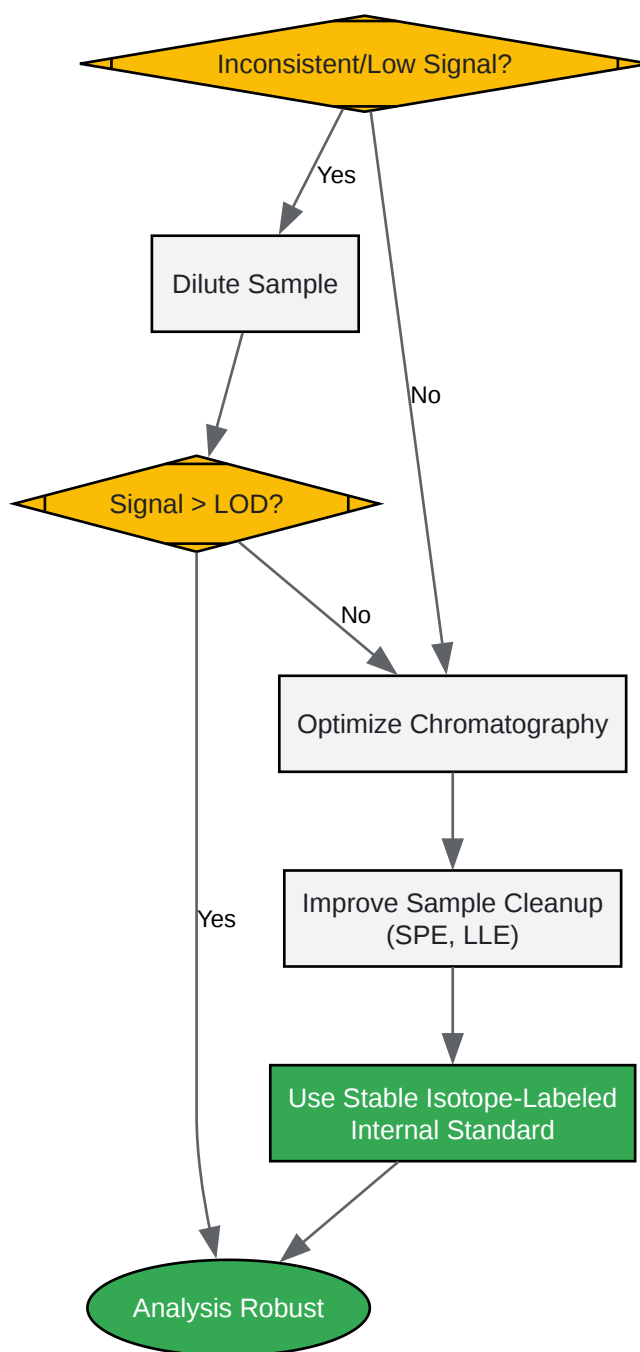 Inconsistent/Low Signal?
Yes
Dilute Sample
No
Signal > LOD?
No
Optimize Chromatography
Improve Sample Cleanup
(SPE, LLE)
Yes
Use Stable Isotope-Labeled
Internal Standard
Analysis Robust